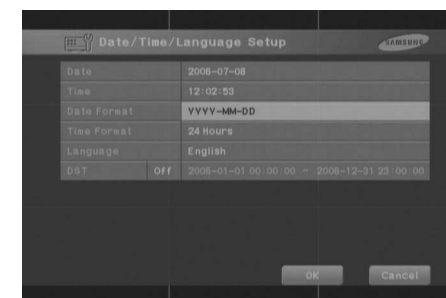 Date/Time/Language Setup
SAMSUNG
Date 2006-07-08
Time 12:02:53
Date Format YYYY-MM-DD
Time Format 24 Hours
Language English
DST Off 2006-01-01 00:00:00 ~ 2006-12-31 23:00:00
OK Cancel